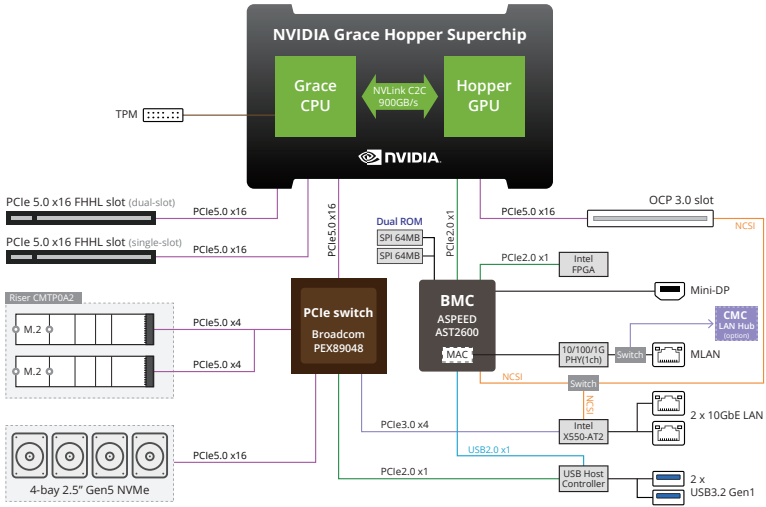 NVIDIA Grace Hopper Superchip
Grace
CPU
NVLink C2C
900GB/s
Hopper
GPU
NVIDIA.
TPM
PCIe 5.0 x16 FHHL slot (dual-slot)
PCIe5.0 x16
PCIe 5.0 x16 FHHL slot (single-slot)
PCIe5.0 x16
PCIe5.0 x16
Dual ROM
SPI 64MB
SPI 64MB
PCIe2.0 x1
PCIe5.0 x16
OCP 3.0 slot
NCSI
PCIe2.0 x1
Intel
FPGA
Riser CMTP0A2
M.2
PCIe5.0 x4
M.2
PCIe5.0 x4
PCIe switch
Broadcom
PEX89048
BMC
ASPEED
AST2600
MAC
Mini-DP
CMC
LAN Hub
(option)
10/100/1G
PHY(1ch)
Switch
MLAN
NCSI
Switch
NCSI
PCIe3.0 x4
Intel
X550-AT2
2 x 10GbE LAN
USB2.0 x1
4-bay 2.5” Gen5 NVMe
PCIe5.0 x16
PCIe2.0 x1
USB Host
Controller
2 x
USB3.2 Gen1